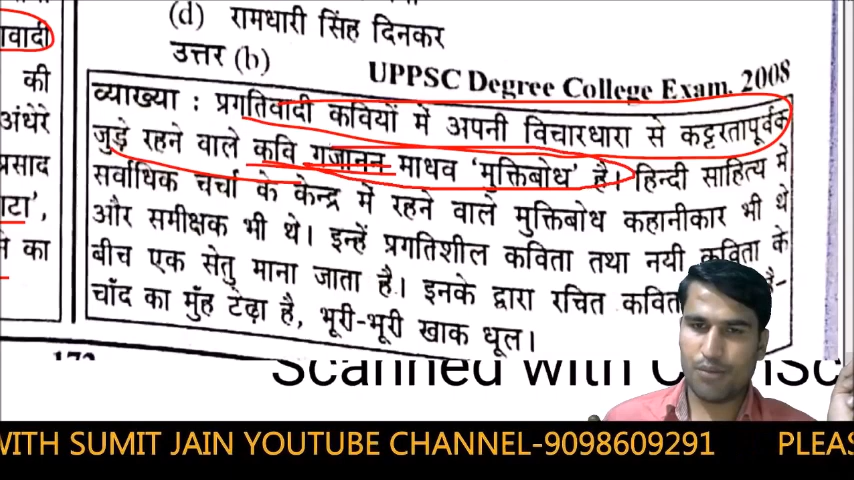 (d) रामधारी सिंह दिनकर
उत्तर (b)
UPPSC Degree College Exam. 2008
व्याख्या : प्रगतिवादी कवियों में अपनी विचारधारा से कट्टरतापूर्वक
जुड़े रहने वाले कवि गजानन माधव 'मुक्तिबोध' है। हिन्दी साहित्य में
सर्वाधिक चर्चा के केन्द्र में रहने वाले मुक्तिबोध कहानीकार भी थे
और समीक्षक भी थे। इन्हें प्रगतिशील कविता तथा नयी कविता के
बीच एक सेतु माना जाता है। इनके द्वारा रचित कविता
चाँद का मुँह टेढ़ा है, भूरी-भूरी खाक धूल।
वादी
की
अंधेरे
प्रसाद
का
Scanned with
WITH SUMIT JAIN YOUTUBE CHANNEL-9098609291 PLEAS